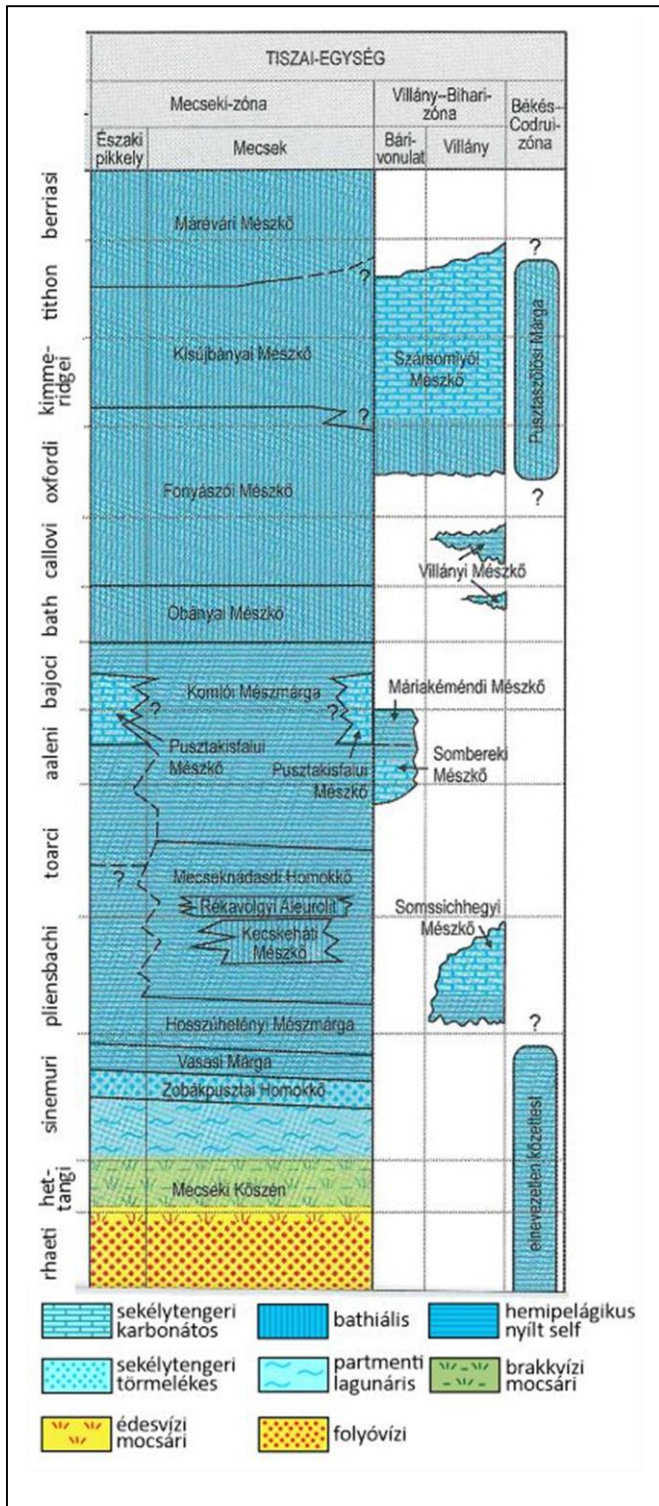 TISZAI-EGYSÉG
Mecseki-zóna
Villány–Bihari-
zóna
Békés–
Codrui-
zóna
Északi
pikkely
Mecsek
Bári-
vonulat
Villány
berriasi
Márévári Mészkő
?
tithon
?
kimme-
ridgei
Kisújbányai Mészkő
Szársomlyói
Mészkő
Pusztaszőlősi Márga
?
oxfordi
Fonyászói Mészkő
?
callovi
Villányi Mészkő
bath
Óbányai Mészkő
bajoci
Komlói Mészmárga
Máriakéméndi Mészkő
?
?
aaleni
Pusztakisfalui
Mészkő
Pusztakisfalui
Mészkő
Sombereki
Mészkő
toarci
?
Mecseknádasdi Homokkő
Rékavölgyi Aleurolit
Kecskeháti
Mészkő
Somssichhegyi
Mészkő
pliensbachi
Hosszúhetényi Mészmárga
?
sinemuri
Vasasi Márga
Zobákpusztai Homokkő
het-
tangi
Mecseki Kőszén
elnevezetlen kőzettest
rhaeti
sekélytengeri
karbonátos
bathiális
hemipelágikus
nyílt self
sekélytengeri
törmelékes
partmenti
lagunáris
brakkvízi
mocsári
édesvízi
mocsári
folyóvízi